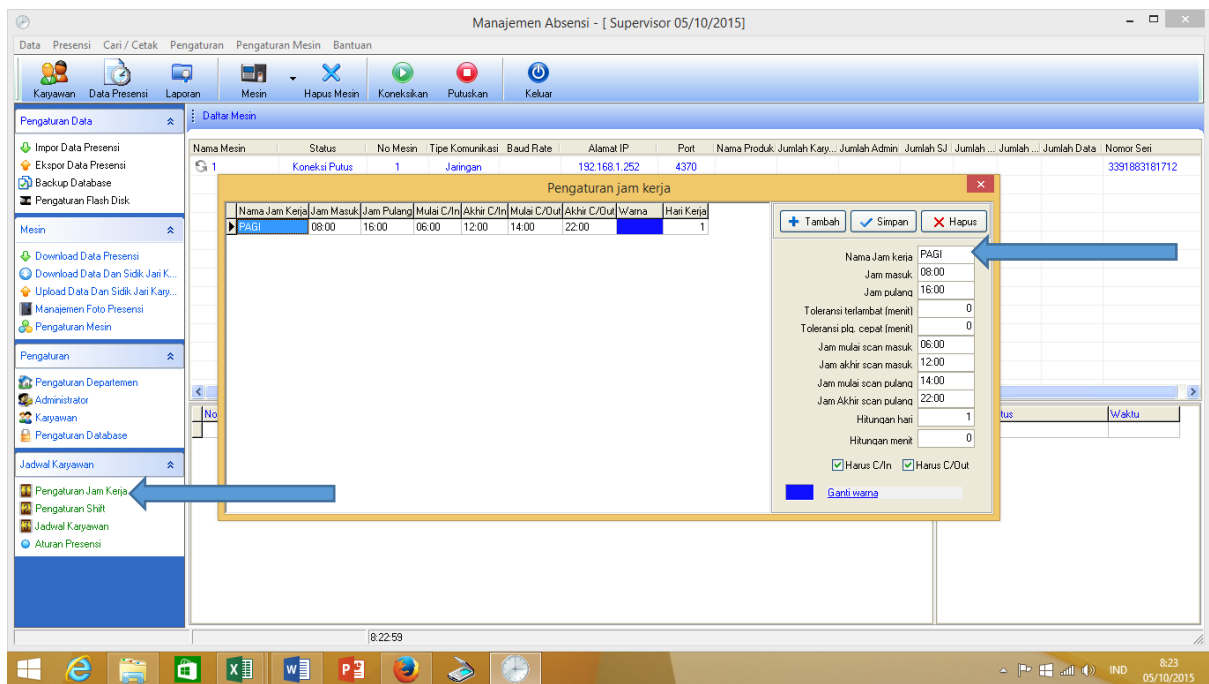 Manajemen Absensi - [ Supervisor 05/10/2015]
Data Presensi Cari / Cetak Pengaturan Pengaturan Mesin Bantuan
Karyawan Data Presensi Laporan Mesin Hapus Mesin Koneksikan Putuskan Keluar
Pengaturan Data
Impor Data Presensi
Ekspor Data Presensi
Backup Database
Pengaturan Flash Disk
Mesin
Download Data Presensi
Download Data Dan Sidik Jari K...
Upload Data Dan Sidik Jari Kary...
Manajemen Foto Presensi
Pengaturan Mesin
Pengaturan
Pengaturan Departemen
Administrator
Karyawan
Pengaturan Database
Jadwal Karyawan
Pengaturan Jam Kerja
Pengaturan Shift
Jadwal Karyawan
Aturan Presensi
Daftar Mesin
Nama Mesin Status No Mesin Tipe Komunikasi Baud Rate Alamat IP Port Nama Produk Jumlah Kary... Jumlah Admin Jumlah SJ Jumlah ... Jumlah ... Jumlah Data Nomor Seri
1 Koneksi Putus 1 Jaringan 192.168.1.252 4370 3391883181712
Pengaturan jam kerja
Nama Jam Kerja Jam Masuk Jam Pulang Mulai C/In Akhir C/In Mulai C/Out Akhir C/Out Warna Hari Kerja
PAGI 08:00 16:00 06:00 12:00 14:00 22:00 1
Tambah Simpan Hapus
Nama Jam kerja PAGI
Jam masuk 08:00
Jam pulang 16:00
Toleransi terlambat (menit) 0
Toleransi plg. cepat (menit) 0
Jam mulai scan masuk 06:00
Jam akhir scan masuk 12:00
Jam mulai scan pulang 14:00
Jam Akhir scan pulang 22:00
Hitungan hari 1
Hitungan menit 0
Harus C/In Harus C/Out
Ganti warna
No
tus Waktu
8:22:59
IND 8:23
05/10/2015